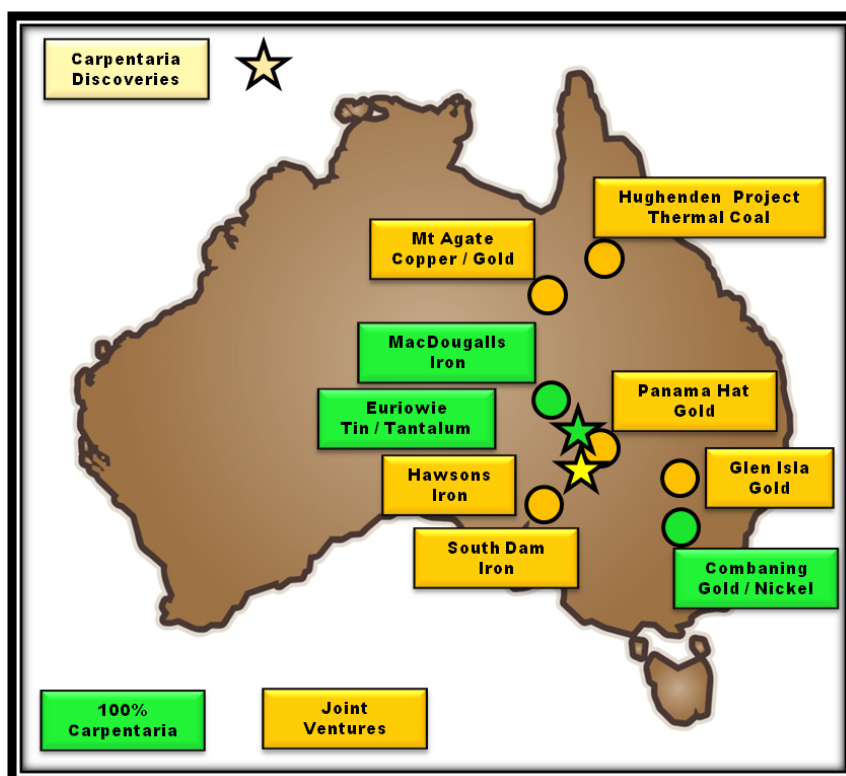 Carpentaria
Discoveries
Hughenden Project
Thermal Coal
Mt Agate
Copper / Gold
MacDougalls
Iron
Euriowie
Tin / Tantalum
Panama Hat
Gold
Hawsons
Iron
Glen Isla
Gold
South Dam
Iron
Combaning
Gold / Nickel
100%
Carpentaria
Joint
Ventures